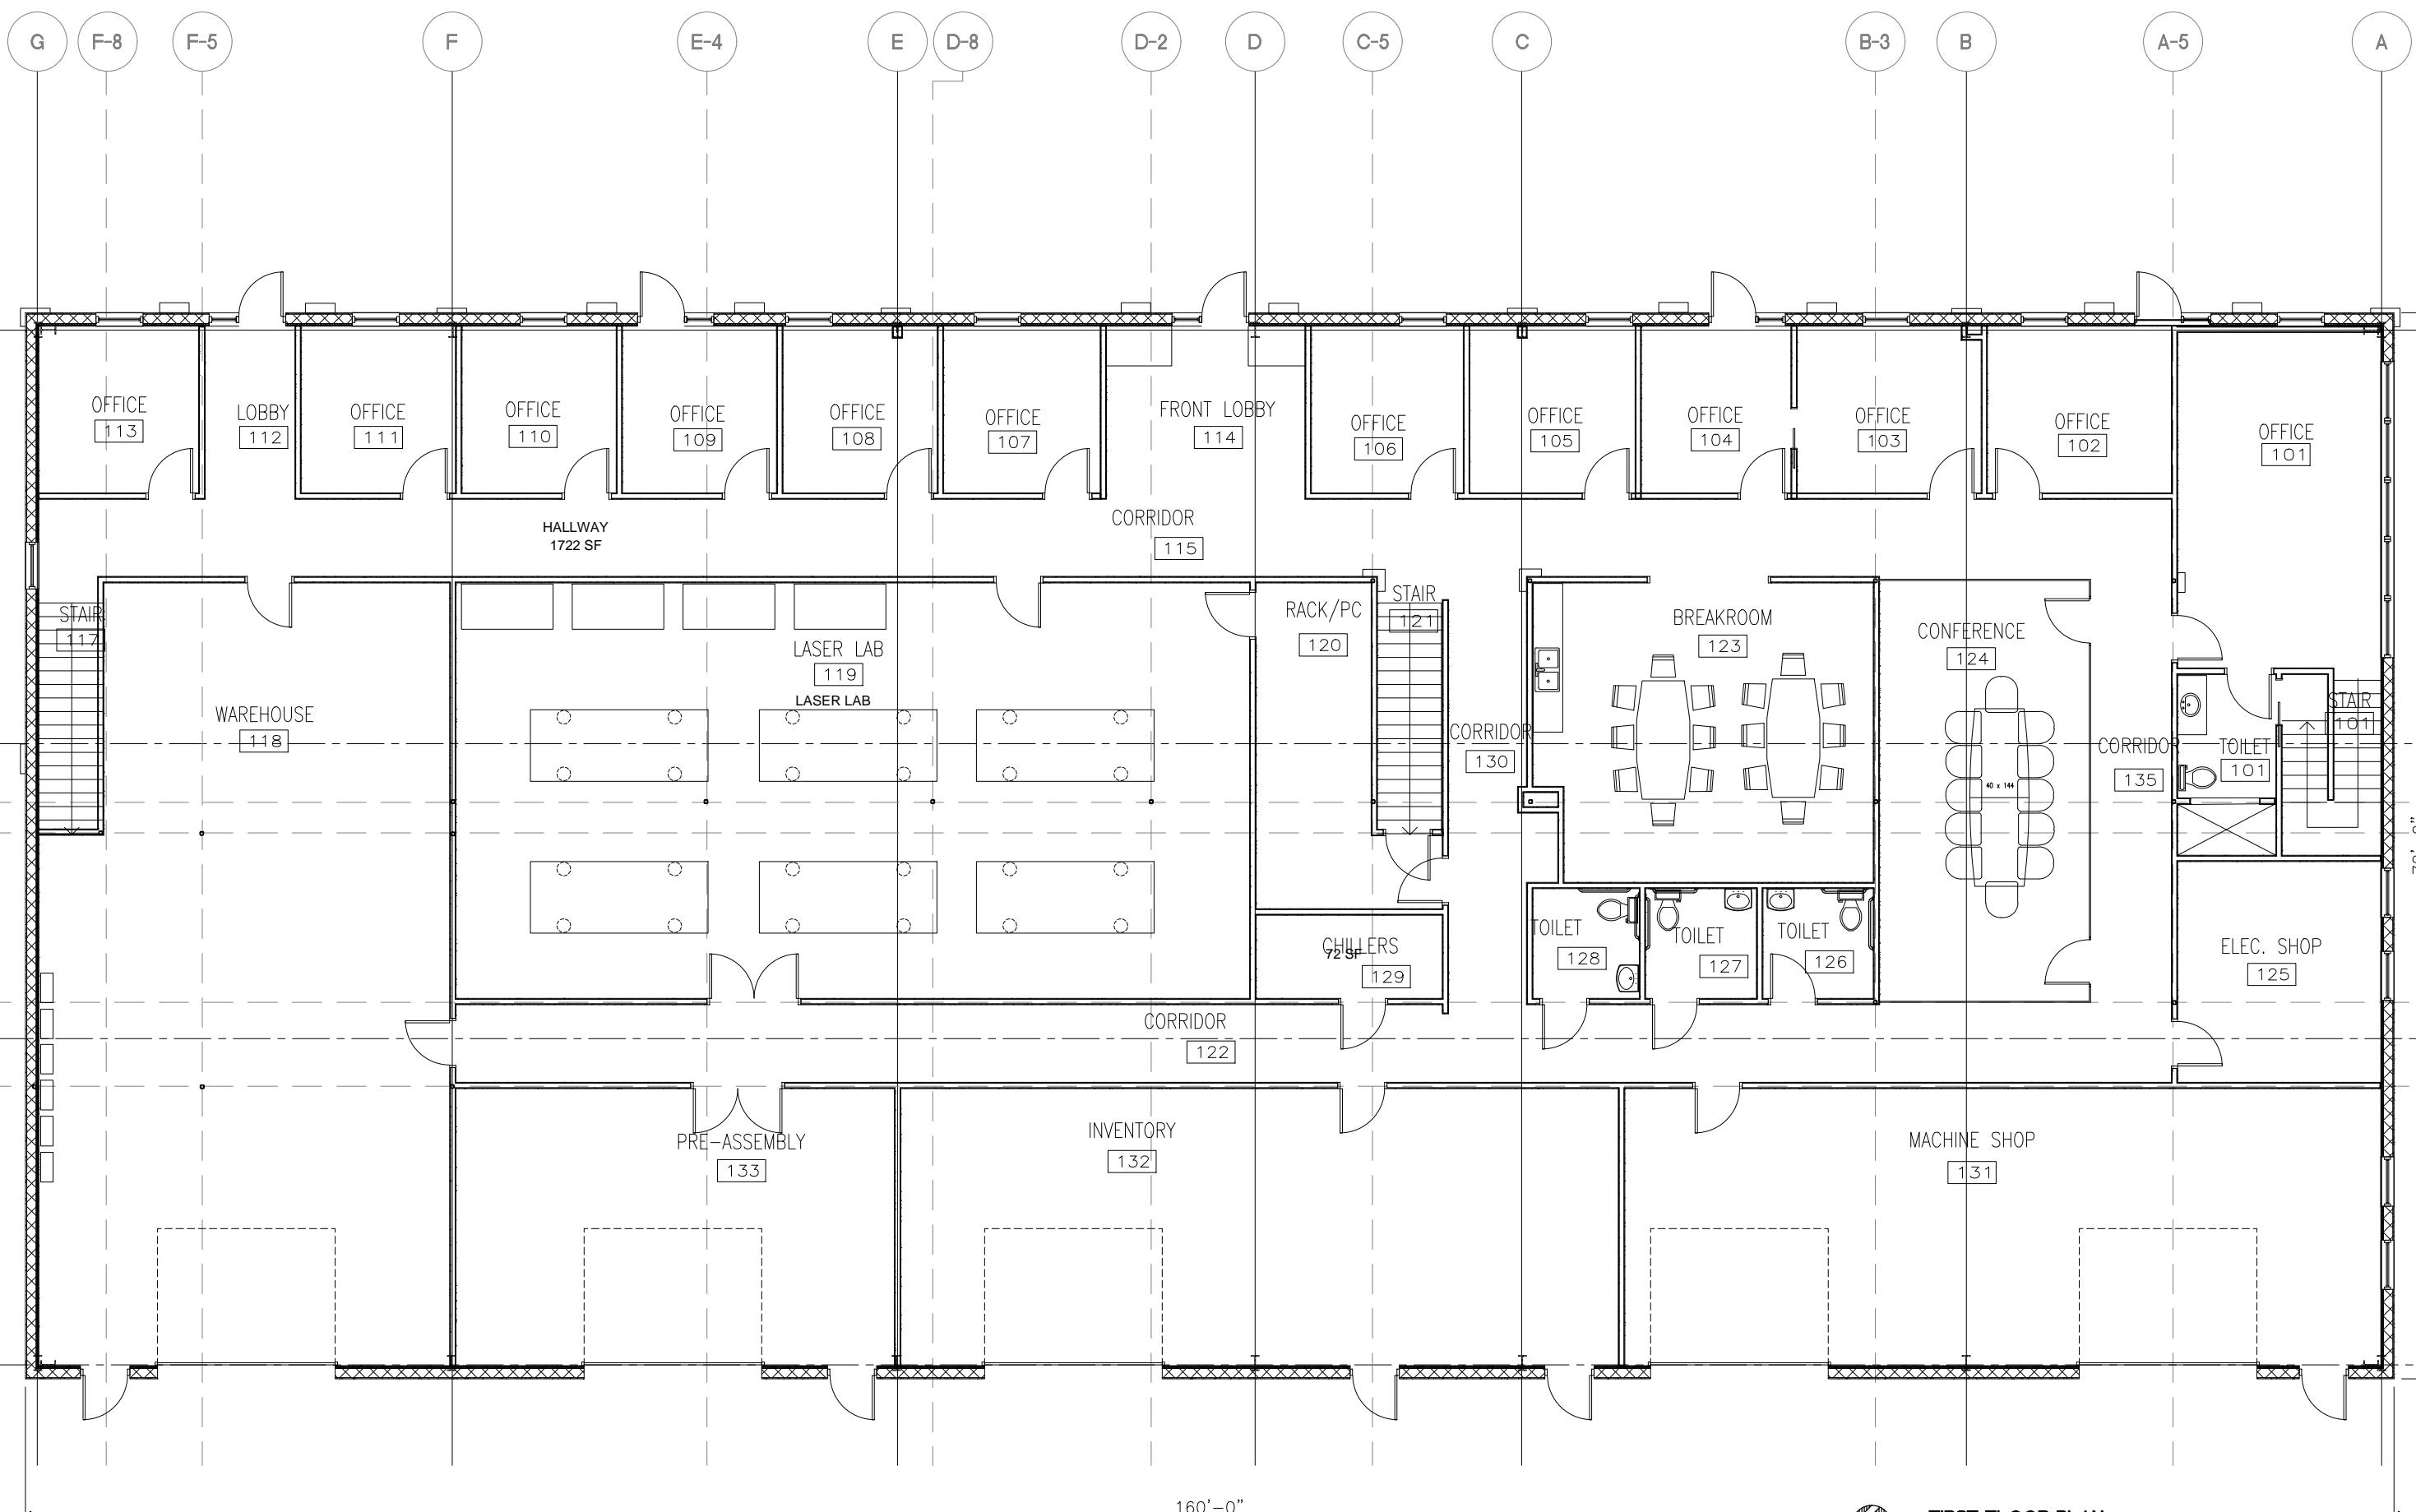 G F-8 F-5 F E-4 E D-8 D-2 D C-5 C B-3 B A-5 A
OFFICE
113
LOBBY
112
OFFICE
111
OFFICE
110
OFFICE
109
OFFICE
108
OFFICE
107
FRONT LOBBY
114
OFFICE
106
OFFICE
105
OFFICE
104
OFFICE
103
OFFICE
102
OFFICE
101
HALLWAY
1722 SF
CORRIDOR
115
STAIR
117
WAREHOUSE
118
LASER LAB
119
LASER LAB
RACK/PC
120
STAIR
121
CORRIDOR
130
BREAKROOM
123
CONFERENCE
124
40 x 144
CORRIDOR
135
TOILET
101
STAIR
101
CHILLERS
72 SF
129
TOILET
128
TOILET
127
TOILET
126
ELEC. SHOP
125
CORRIDOR
122
PRE-ASSEMBLY
133
INVENTORY
132
MACHINE SHOP
131
160'-0"